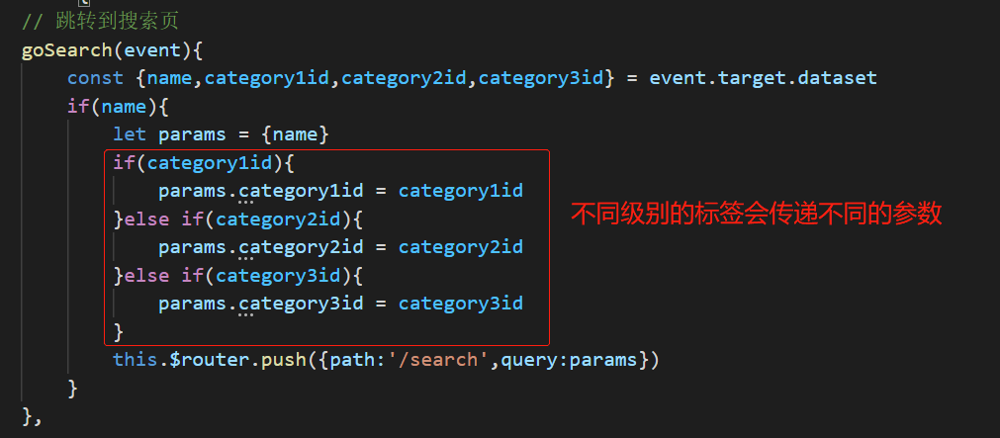 // 跳转到搜索页
goSearch(event){
const {name,category1id,category2id,category3id} = event.target.dataset
if(name){
let params = {name}
if(category1id){
params.category1id = category1id
}else if(category2id){
params.category2id = category2id
}else if(category3id){
params.category3id = category3id
}
this.$router.push({path:'/search',query:params})
}
},
不同级别的标签会传递不同的参数